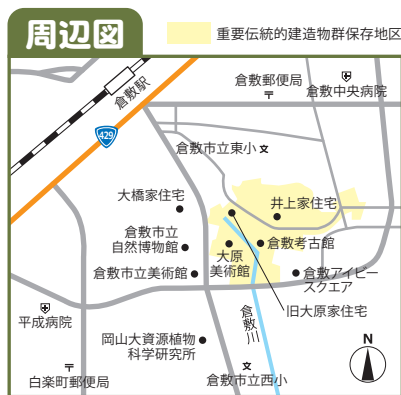 周辺図
重要伝統的建造物群保存地区
倉敷駅
429
倉敷郵便局
倉敷中央病院
倉敷市立東小
大橋家住宅
井上家住宅
倉敷市立
自然博物館
大原
美術館
倉敷考古館
倉敷市立美術館
倉敷アイビー
スクエア
旧大原家住宅
倉敷川
平成病院
岡山大資源植物
科学研究所
N
白楽町郵便局
倉敷市立西小